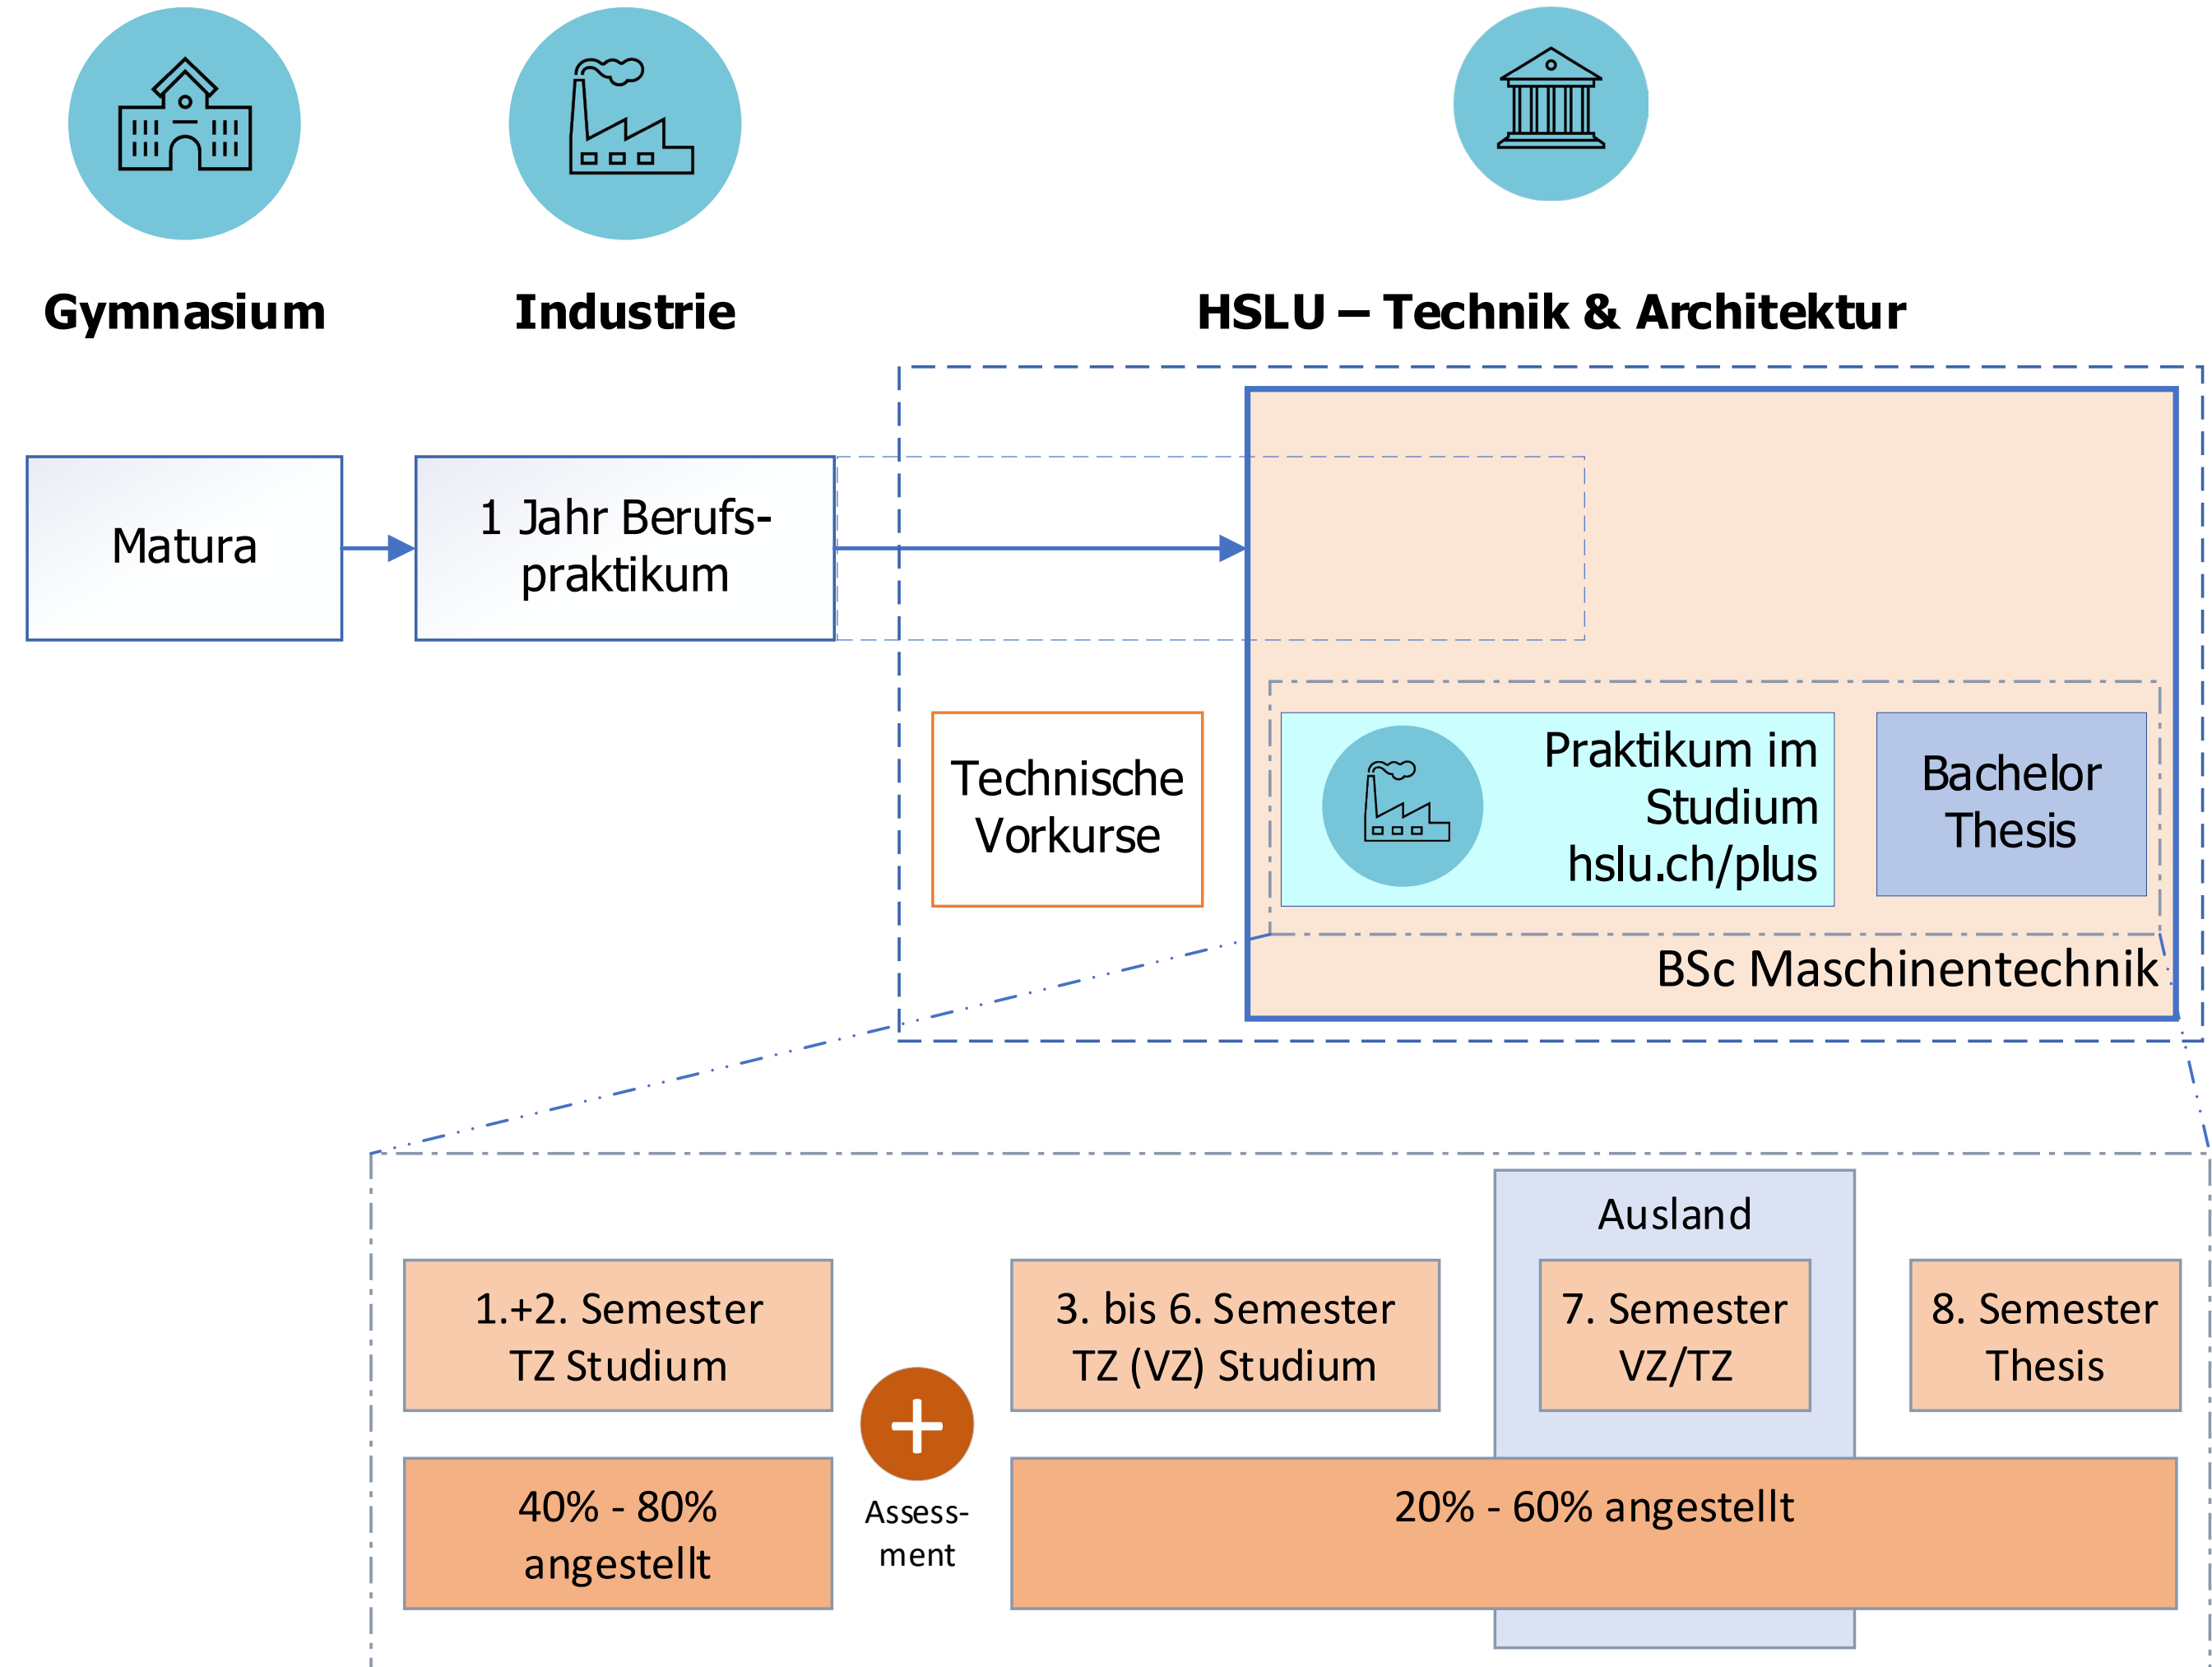 Gymnasium
Industrie
HSLU – Technik & Architektur
Matura
1 Jahr Berufs-
praktikum
Technische
Vorkurse
Praktikum im
Studium
hslu.ch/plus
Bachelor
Thesis
BSc Maschinentechnik
Ausland
1.+2. Semester
TZ Studium
3. bis 6. Semester
TZ (VZ) Studium
7. Semester
VZ/TZ
8. Semester
Thesis
+
Assess-
ment
40% - 80%
angestellt
20% - 60% angestellt